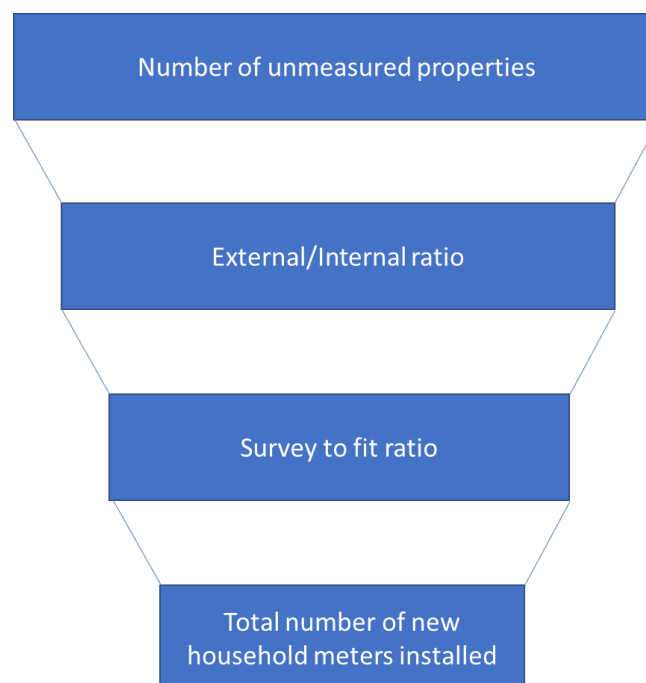 Number of unmeasured properties
External/Internal ratio
Survey to fit ratio
Total number of new
household meters installed